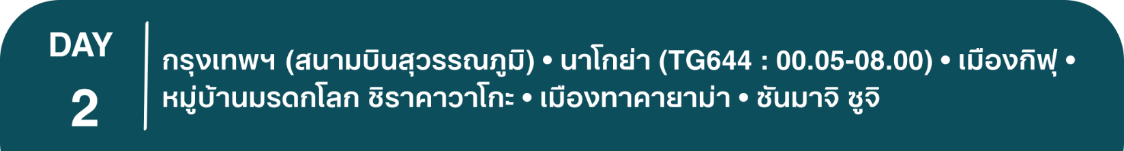 DAY
2
กรุงเทพฯ (สนามบินสุวรรณภูมิ) • นาโกย่า (TG644 : 00.05-08.00) • เมืองกิฟุ •
หมู่บ้านมรดกโลก ชิราคาวาโกะ • เมืองทาคายาม่า • ซันมาจิ ซูจิ